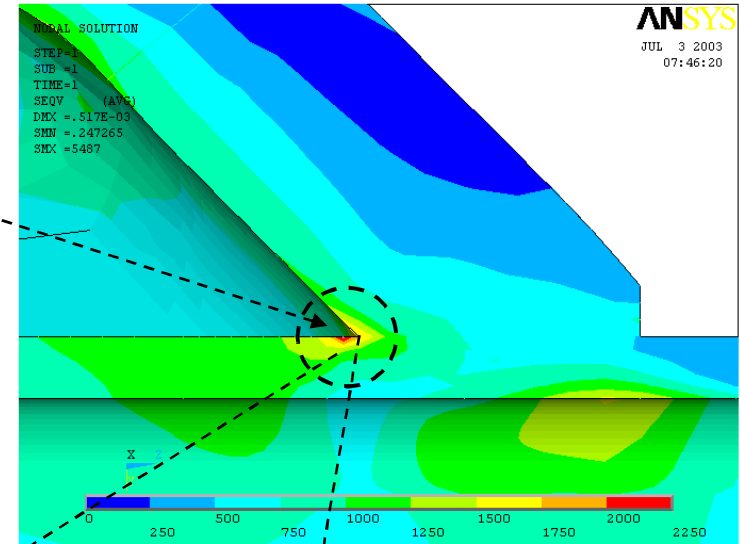 NODAL SOLUTION
STEP=1
SUB =1
TIME=1
SEQV (AVG)
DMX =.517E-03
SMN =.247265
SMX =5487
ANSYS
JUL 3 2003
07:46:20
X Z
0 500 1000 1500 2000
250 750 1250 1750 2250